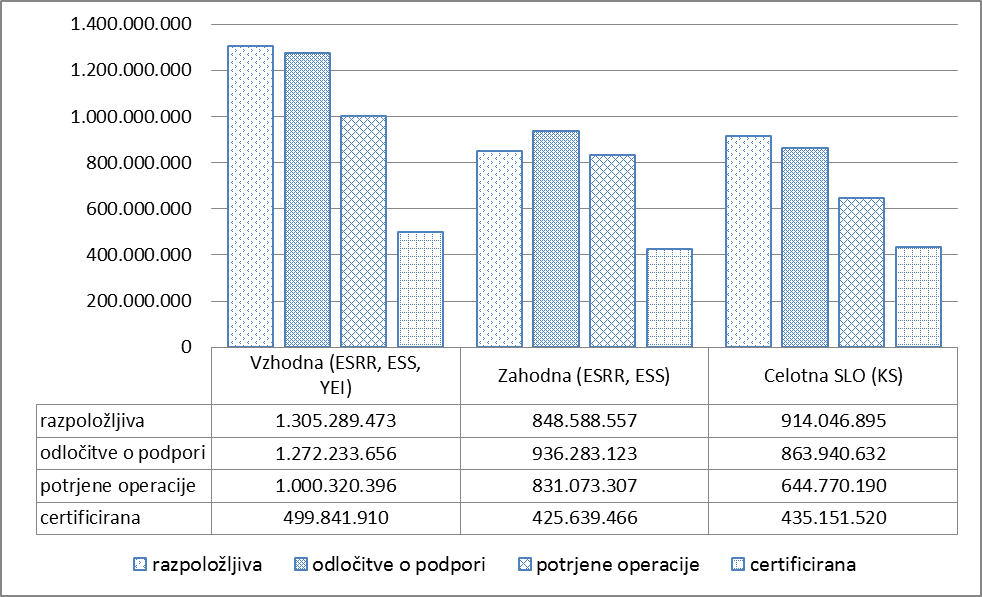 1.400.000.000
1.200.000.000
1.000.000.000
800.000.000
600.000.000
400.000.000
200.000.000
0
Vzhodna (ESRR, ESS,
YEI)
Zahodna (ESRR, ESS)
Celotna SLO (KS)
razpoložljiva 1.305.289.473 848.588.557 914.046.895
odločitve o podpori 1.272.233.656 936.283.123 863.940.632
potrjene operacije 1.000.320.396 831.073.307 644.770.190
certificirana 499.841.910 425.639.466 435.151.520
razpoložljiva odločitve o podpori potrjene operacije certificirana